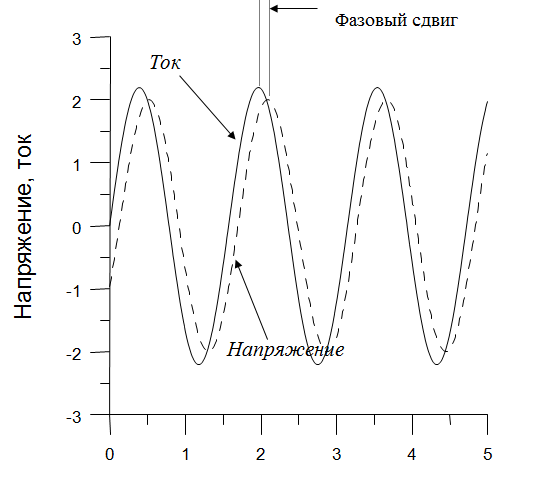 Фазовый сдвиг
3
Ток
2
1
0
-1
-2
-3
Напряжение, ток
Напряжение
0 1 2 3 4 5